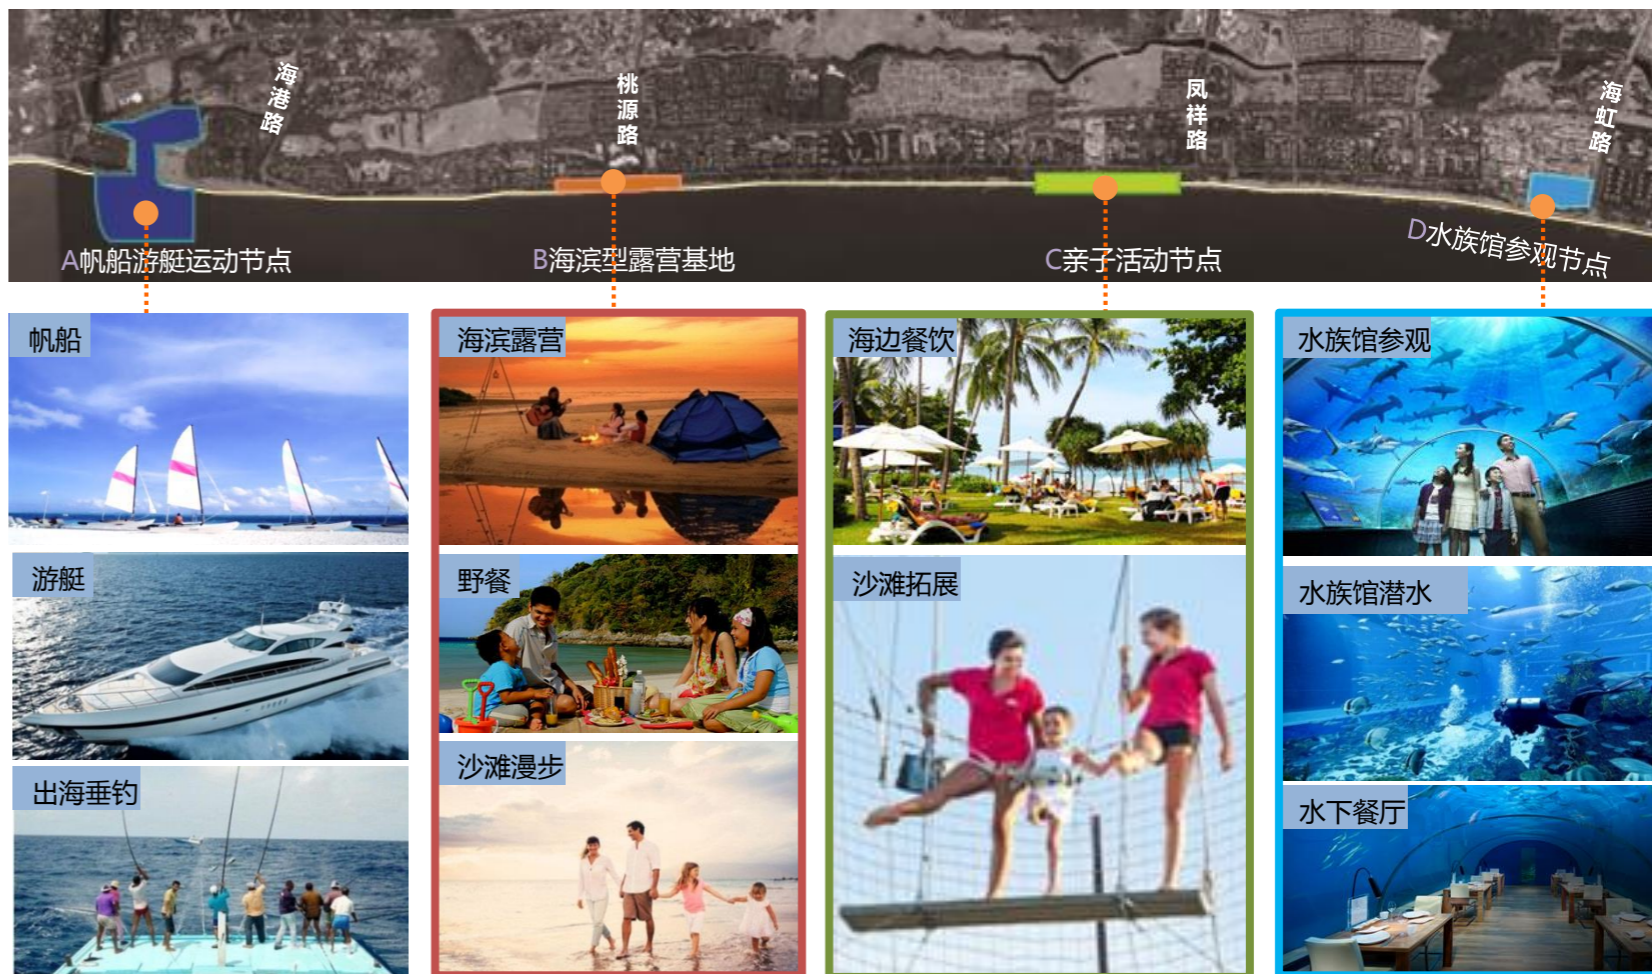 海港路
桃源路
凤祥路
海虹路
A帆船游艇运动节点
B海滨型露营基地
C亲子活动节点
D水族馆参观节点
帆船
海滨露营
海边餐饮
水族馆参观
游艇
野餐
沙滩拓展
水族馆潜水
沙滩漫步
出海垂钓
水下餐厅